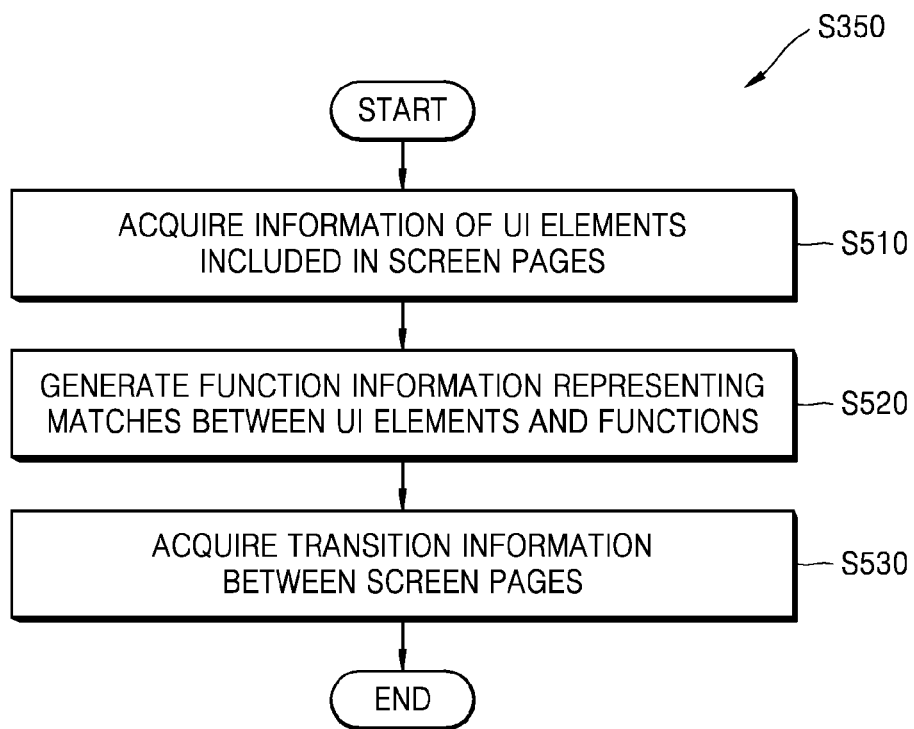 S350
START
ACQUIRE INFORMATION OF UI ELEMENTS
INCLUDED IN SCREEN PAGES
S510
GENERATE FUNCTION INFORMATION REPRESENTING
MATCHES BETWEEN UI ELEMENTS AND FUNCTIONS
S520
ACQUIRE TRANSITION INFORMATION
BETWEEN SCREEN PAGES
S530
END